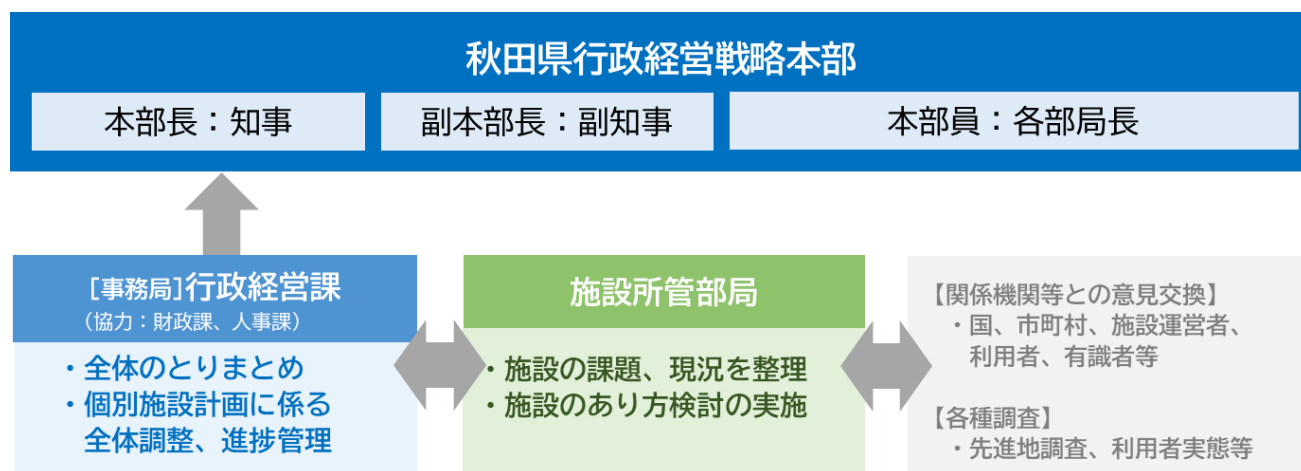 秋田県行政経営戦略本部
本部長：知事
副本部長：副知事
本部員：各部局長
[事務局]行政経営課
（協力：財政課、人事課）
・全体のとりまとめ
・個別施設計画に係る
全体調整、進捗管理
施設所管部局
・施設の課題、現況を整理
・施設のあり方検討の実施
【関係機関等との意見交換】
・国、市町村、施設運営者、
利用者、有識者等
【各種調査】
・先進地調査、利用者実態等